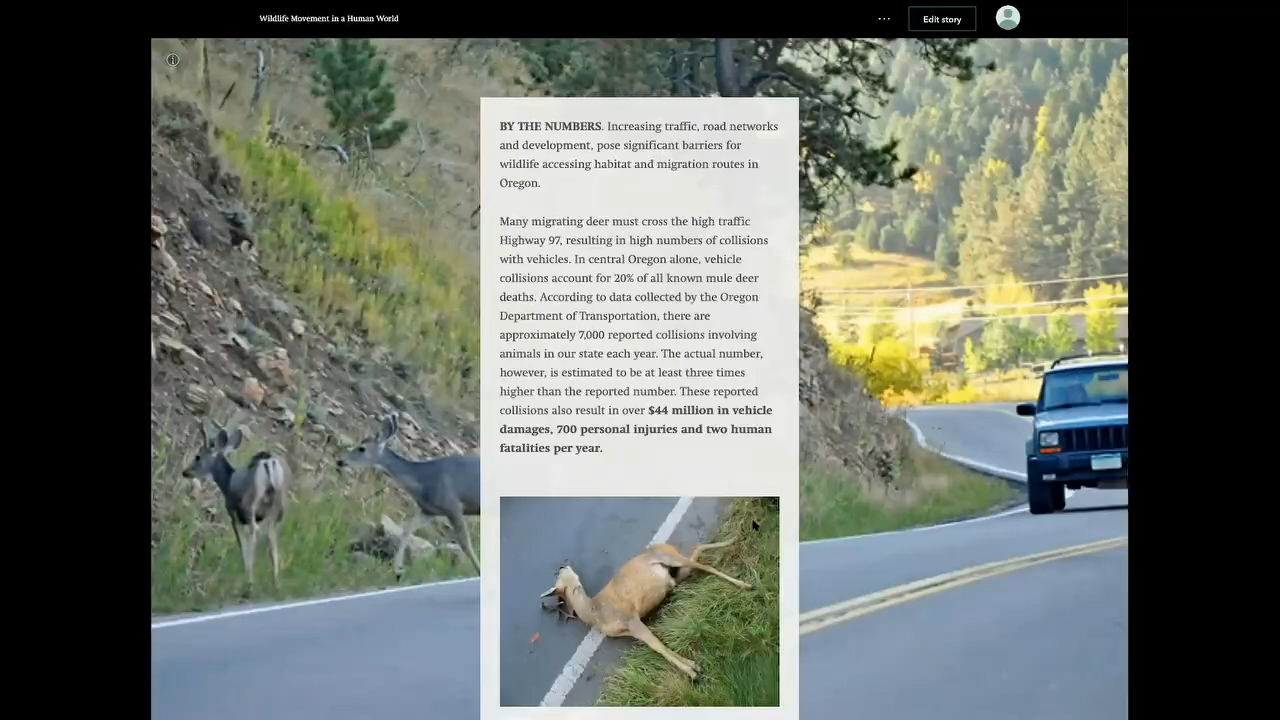 Wildlife Movement in a Human World
...
Edit story
BY THE NUMBERS. Increasing traffic, road networks
and development, pose significant barriers for
wildlife accessing habitat and migration routes in
Oregon.
Many migrating deer must cross the high traffic
Highway 97, resulting in high numbers of collisions
with vehicles. In central Oregon alone, vehicle
collisions account for 20% of all known mule deer
deaths. According to data collected by the Oregon
Department of Transportation, there are
approximately 7,000 reported collisions involving
animals in our state each year. The actual number,
however, is estimated to be at least three times
higher than the reported number. These reported
collisions also result in over $44 million in vehicle
damages, 700 personal injuries and two human
fatalities per year.